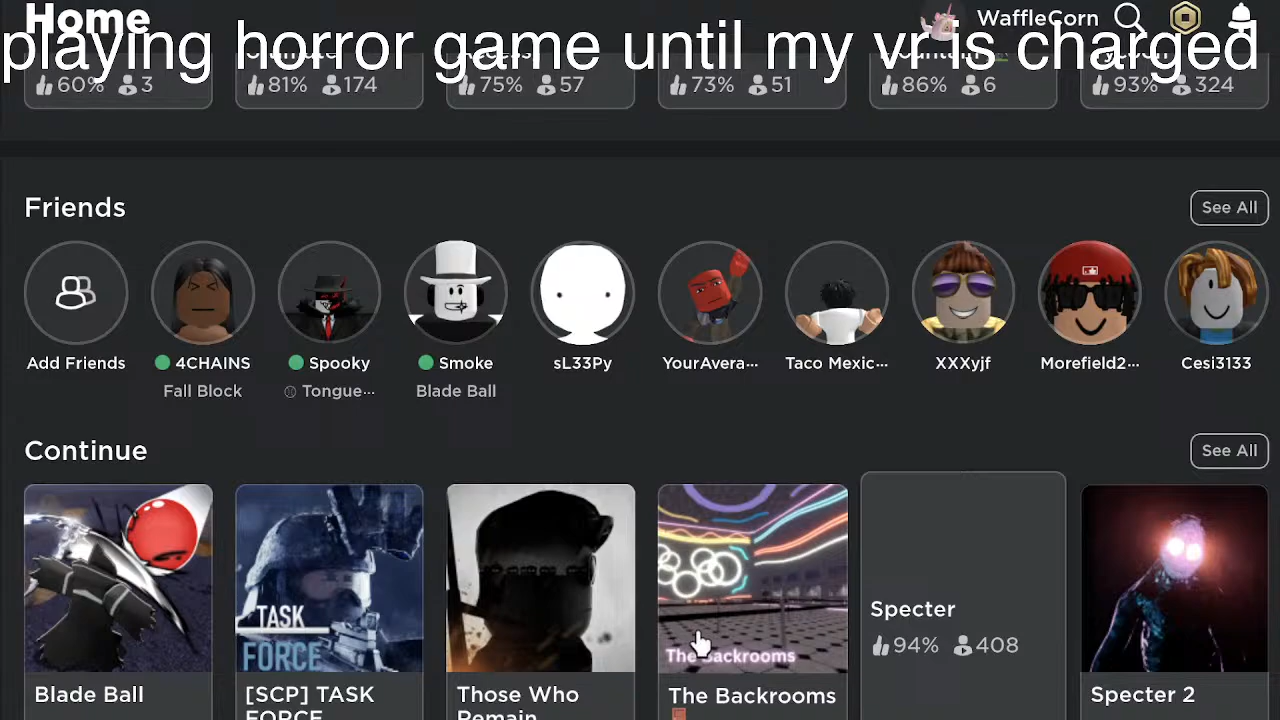 Home
WaffleCorn
playing horror game until my vr is charged
60% 3
81% 174
75% 57
73% 51
86% 6
93% 324
Friends
See All
Add Friends
4CHAINS
Fall Block
Spooky
Tongue...
Smoke
Blade Ball
sL33Py
YourAvera...
Taco Mexic...
XXXyjf
Morefield2...
Cesi3133
Continue
See All
TASK
FORCE
The Backrooms
Blade Ball
[SCP] TASK
FORCE
Those Who
Remain
The Backrooms
Specter
94% 408
Specter 2